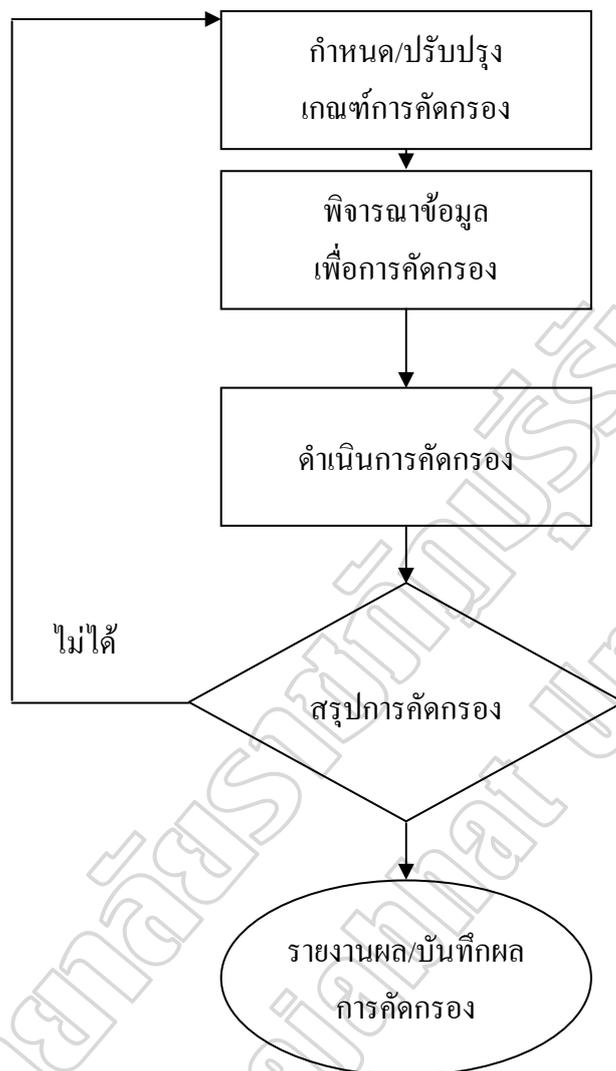 กำหนด/ปรับปรุง
เกณฑ์การคัดกรอง
พิจารณาข้อมูล
เพื่อการคัดกรอง
ดำเนินการคัดกรอง
ไม่ได้
สรุปการคัดกรอง
รายงานผล/บันทึกผล
การคัดกรอง